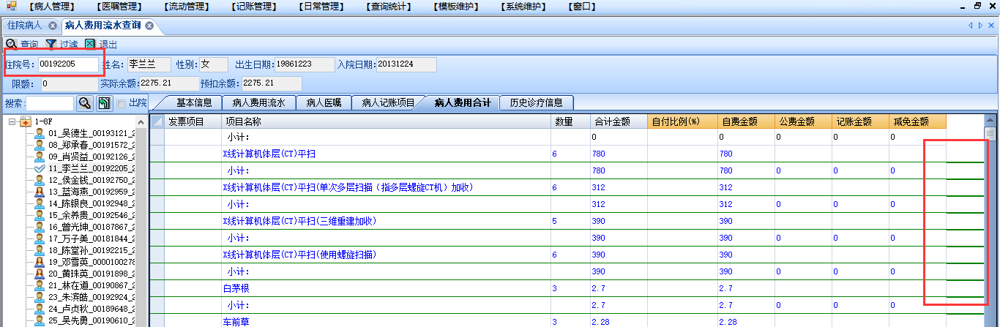 【病人管理】 【医嘱管理】 【流动管理】 【记账管理】 【日常管理】 【查询统计】 【模板维护】 【系统维护】 【窗口】
住院病人 病人费用流水查询
查询 过滤 退出
住院号: 00192205 姓名: 李兰兰 性别: 女 出生日期: 19861223 入院日期: 20131224
限额: 0 实际余额: 2275.21 预扣余额: 2275.21
搜索: 出院 基本信息 病人费用流水 病人医嘱 病人记账项目 病人费用合计 历史诊疗信息
1-8F
01_吴德生_00193121_2
08_郑承春_00191572_2
09_肖贤益_00192126_2
11_李兰兰_00192205_2
12_侯金钱_00192750_2
13_蓝海燕_00192959_2
14_陈银良_00192948_2
15_余养贵_00192546_2
16_曾光坤_00187867_2
17_万子美_00181844_2
18_陈堂孙_00192215_2
19_邓雪英_0000100278
20_黄珠英_00191898_2
21_林在道_00190867_2
23_朱滨皓_00192924_2
24_卢贞秋_00189648_2
25_吴先勇_00190610_2
发票项目 项目名称 数量 合计金额 自付比例(%) 自费金额 公费金额 记账金额 减免金额
小计: 0 0 0 0 0
X线计算机体层(CT)平扫 6 780 780
小计: 780 780 0 0 0
X线计算机体层(CT)平扫(单次多层扫描（指多层螺旋CT机）加收) 6 312 312
小计: 312 312 0 0 0
X线计算机体层(CT)平扫(三维重建加收) 5 390 390
小计: 390 390 0 0 0
X线计算机体层(CT)平扫(使用螺旋扫描) 6 390 390
小计: 390 390 0 0 0
白茅根 3 2.7 2.7
小计: 2.7 2.7 0 0 0
车前草 3 2.28 2.28